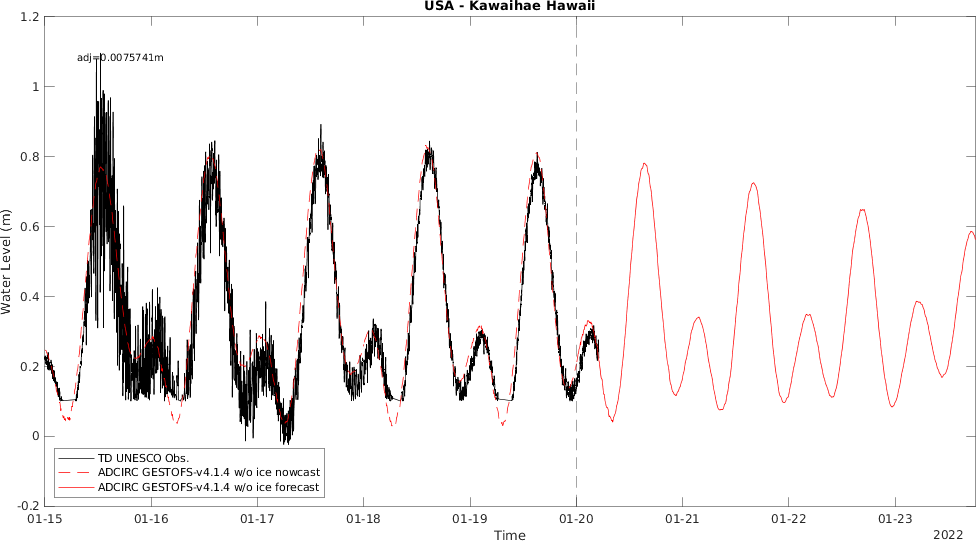 USA - Kawaihae Hawaii
1.2
1
0.8
0.6
0.4
0.2
0
-0.2
Water Level (m)
adj=0.0075741m
TD UNESCO Obs.
ADCIRC GESTOFS-v4.1.4 w/o ice nowcast
ADCIRC GESTOFS-v4.1.4 w/o ice forecast
01-15 01-16 01-17 01-18 01-19 01-20 01-21 01-22 01-23
Time
2022